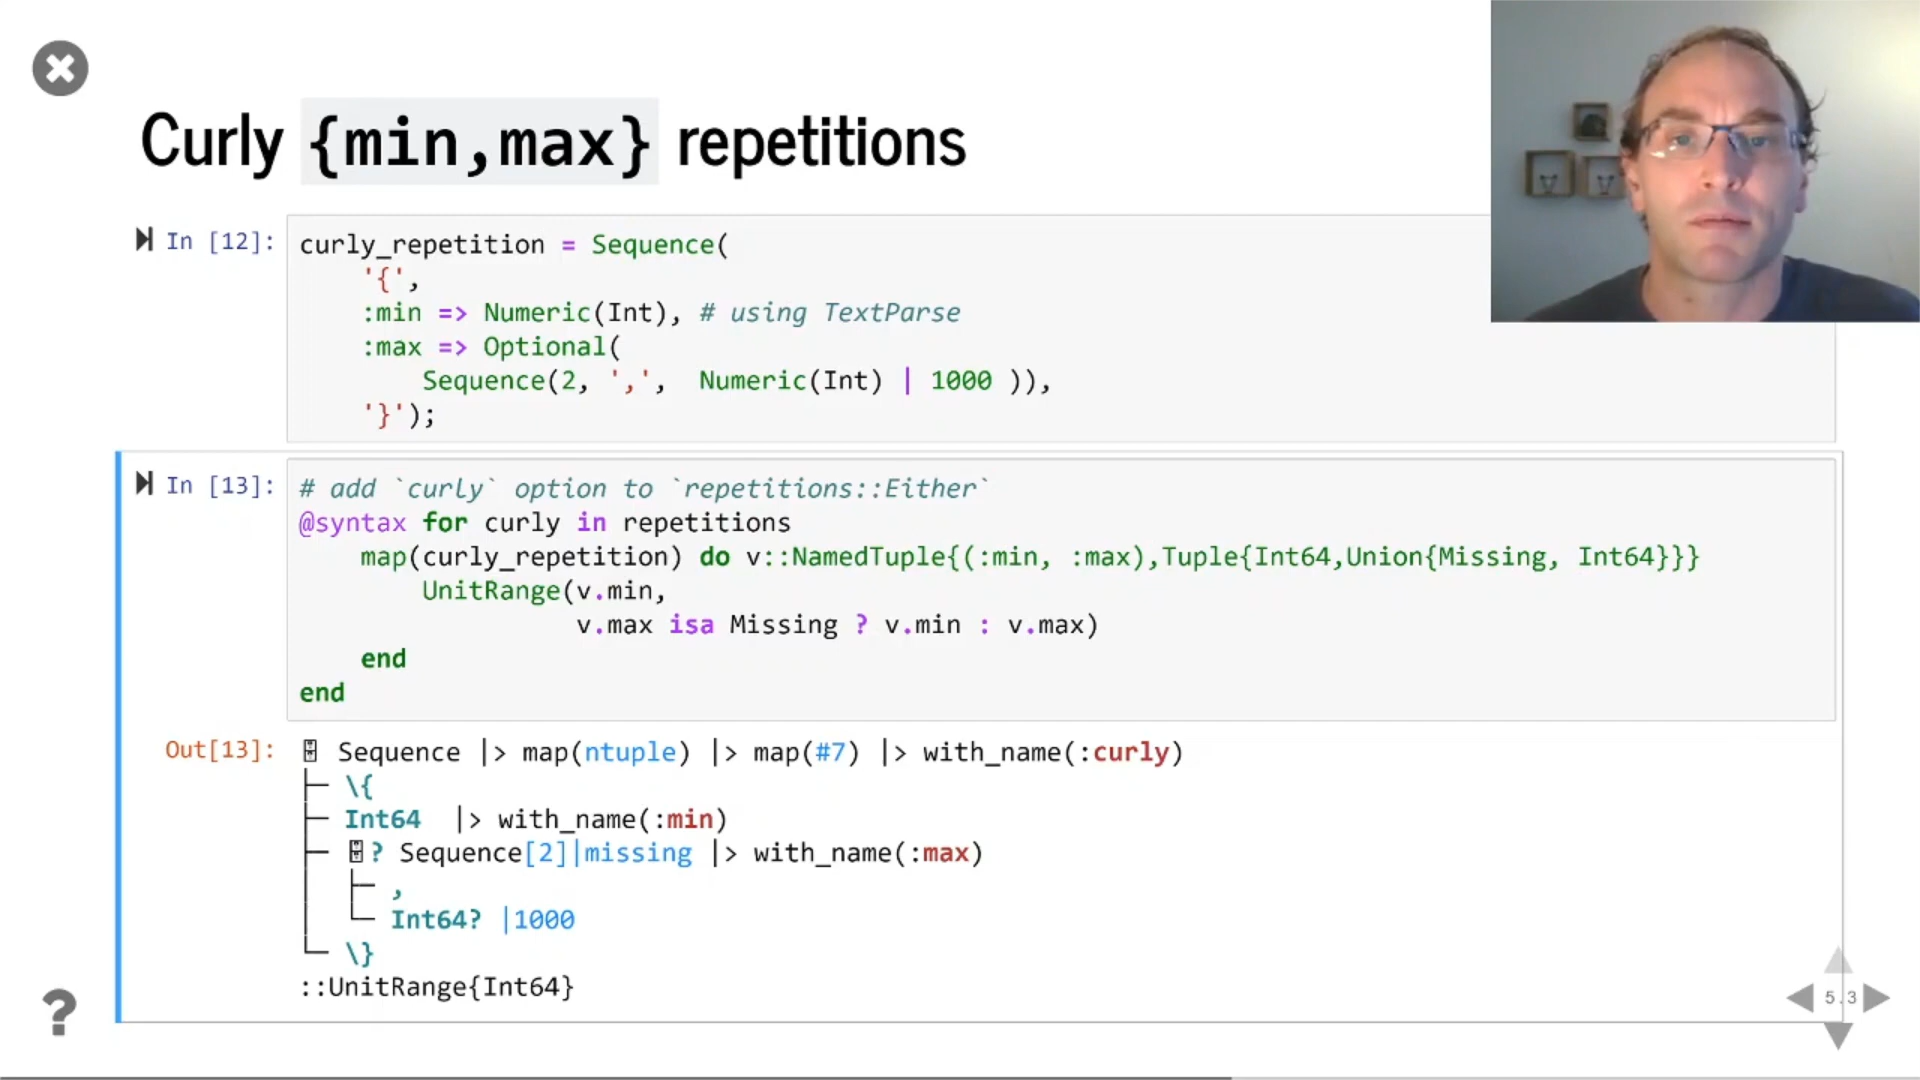 Curly {min,max} repetitions
In [12]:
curly_repetition = Sequence(
'{',
:min => Numeric(Int), # using TextParse
:max => Optional(
Sequence(2, ',',  Numeric(Int) | 1000 )),
'}');
In [13]:
# add `curly` option to `repetitions::Either`
@syntax for curly in repetitions
map(curly_repetition) do v::NamedTuple{(:min, :max),Tuple{Int64,Union{Missing, Int64}}}
UnitRange(v.min,
v.max isa Missing ? v.min : v.max)
end
end
Out[13]:
Sequence |> map(ntuple) |> map(#7) |> with_name(:curly)
\{
Int64  |> with_name(:min)
? Sequence[2]|missing |> with_name(:max)
,
Int64? |1000
\}
::UnitRange{Int64}
5.3
?